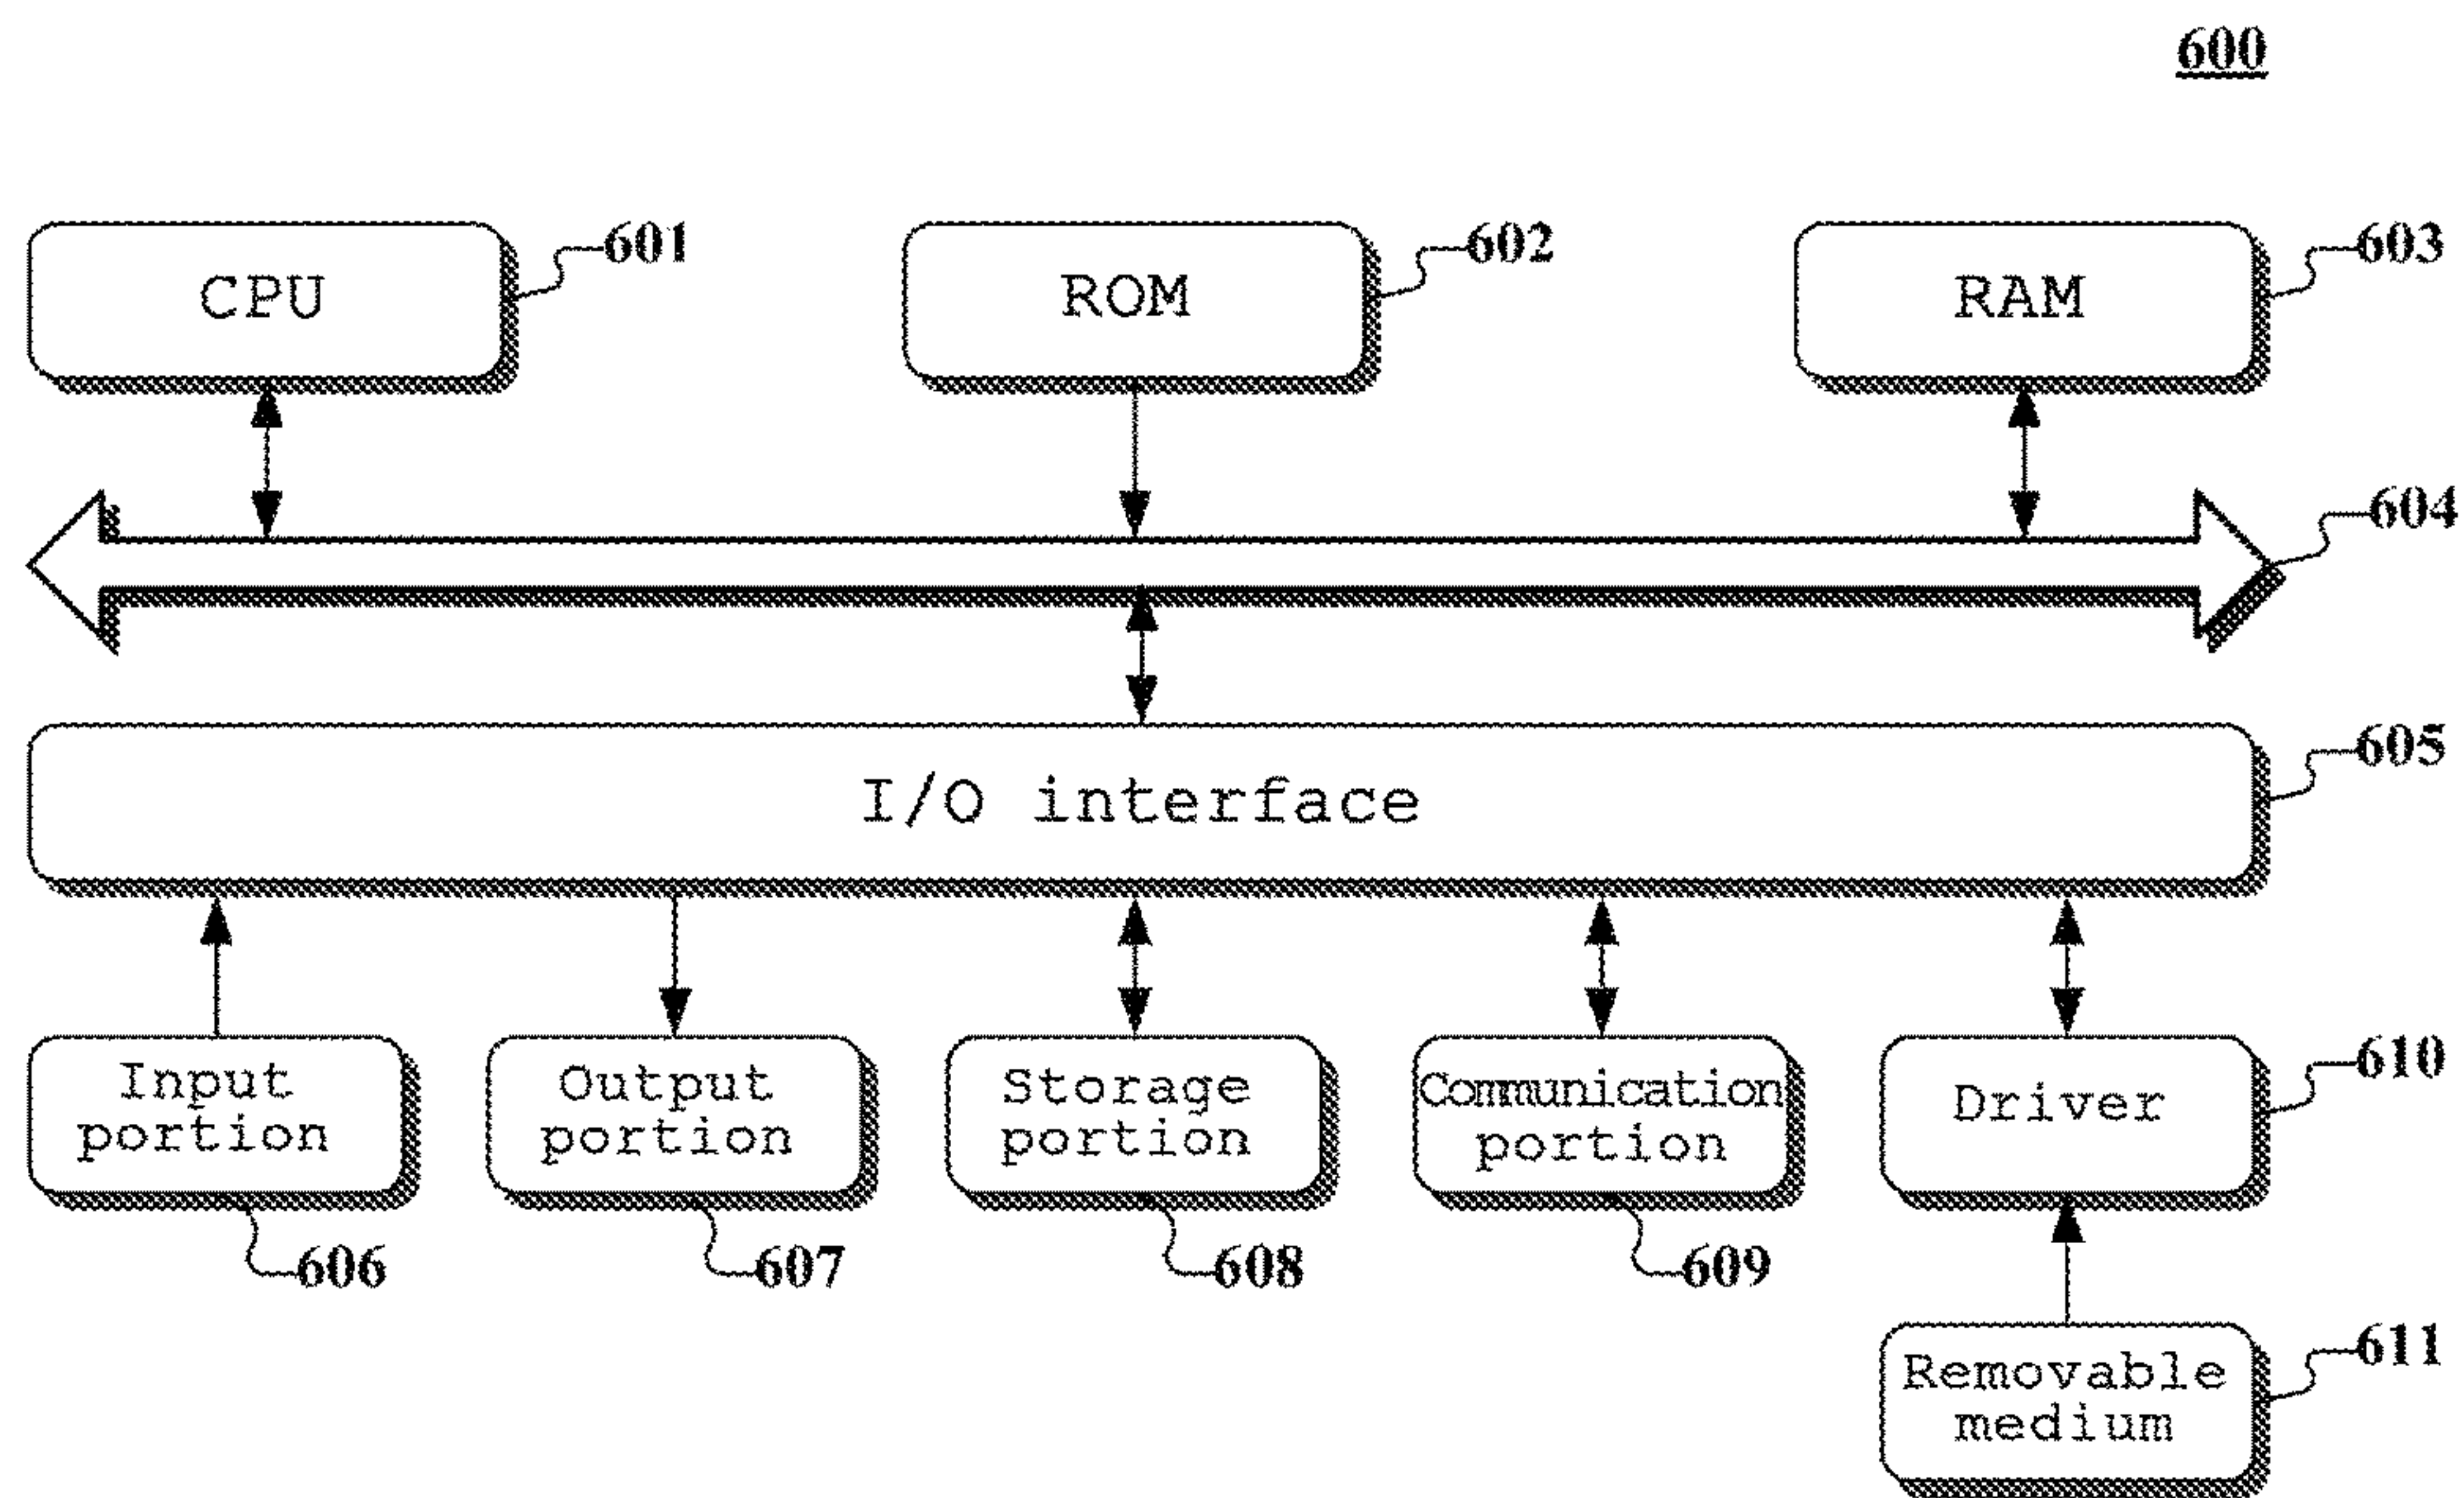 600
CPU
601
ROM
602
RAM
603
604
I/O interface
605
Input
portion
606
Output
portion
607
Storage
portion
608
Communication
portion
609
Driver
610
Removable
medium
611